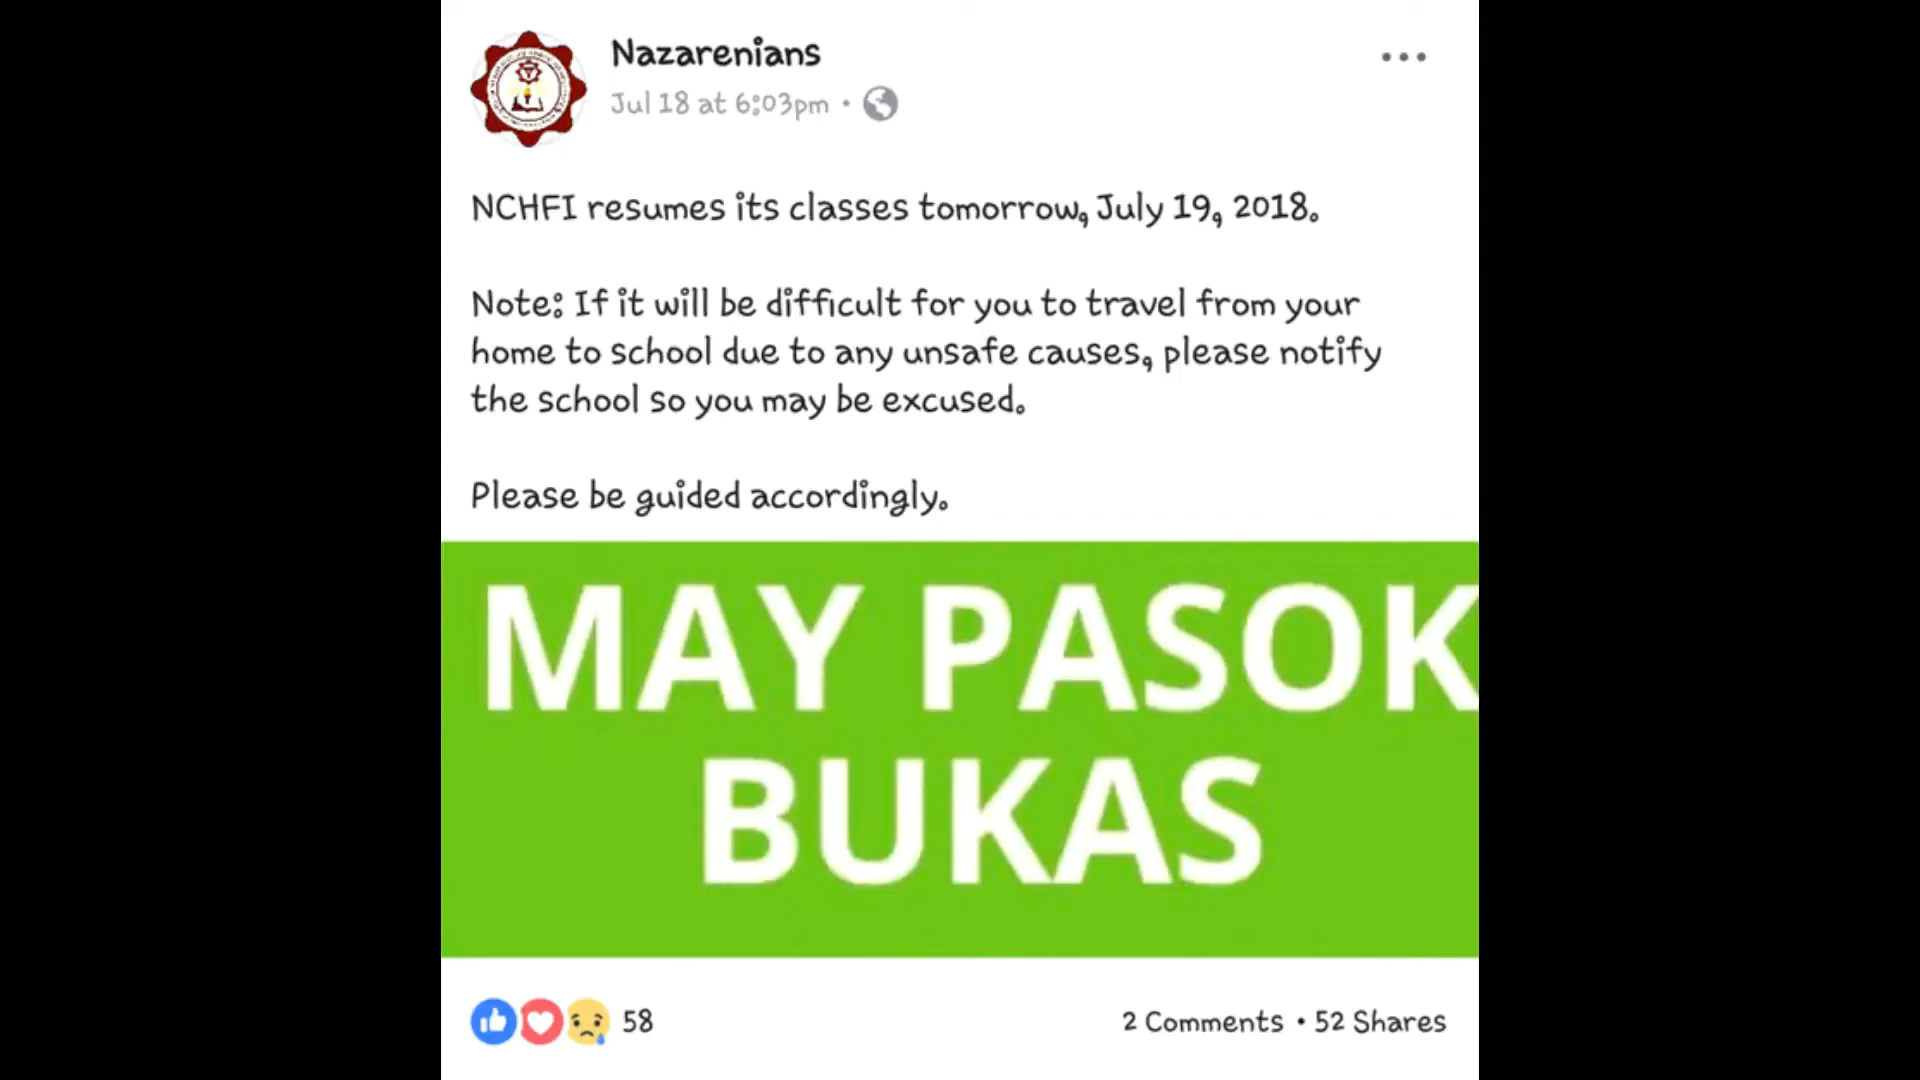 Nazarenians
Jul 18 at 6:03pm •
NCHFI resumes its classes tomorrow, July 19, 2018.
Note: If it will be difficult for you to travel from your
home to school due to any unsafe causes, please notify
the school so you may be excused.
Please be guided accordingly.
MAY PASOK
BUKAS
58
2 Comments • 52 Shares